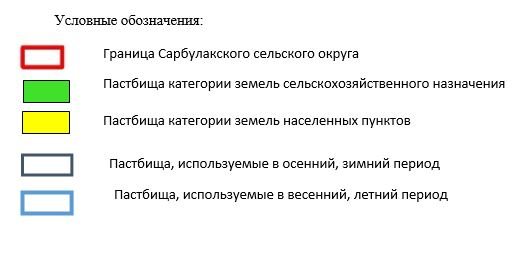 Условные обозначения:
Граница Сарбулакского сельского округа
Пастбища категории земель сельскохозяйственного назначения
Пастбища категории земель населенных пунктов
Пастбища, используемые в осенний, зимний период
Пастбища, используемые в весенний, летний период